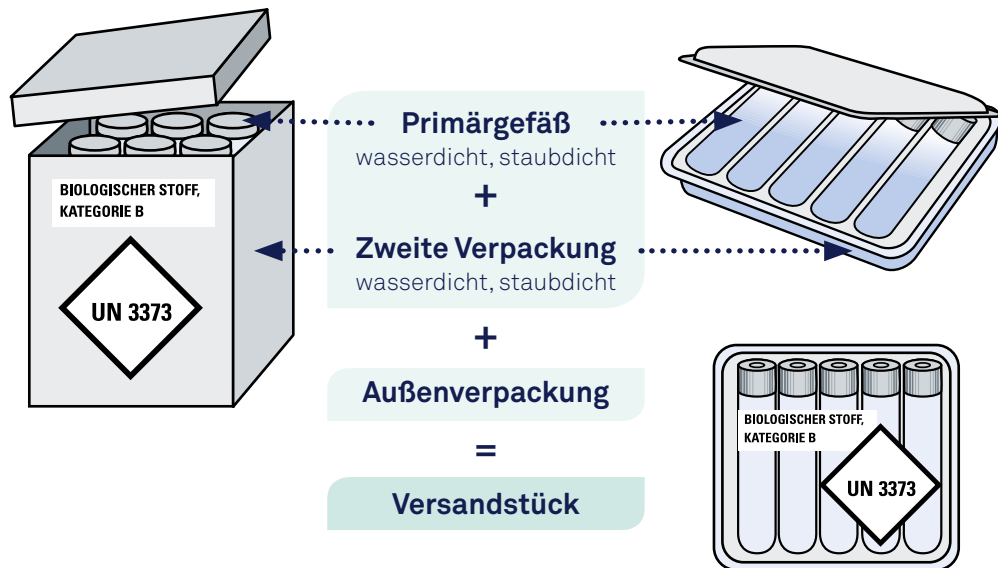 BIOLOGISCHER STOFF,
KATEGORIE B
UN 3373
Primärgefäß
wasserdicht, staubdicht
+
Zweite Verpackung
wasserdicht, staubdicht
+
Außenverpackung
=
Versandstück
BIOLOGISCHER STOFF,
KATEGORIE B
UN 3373